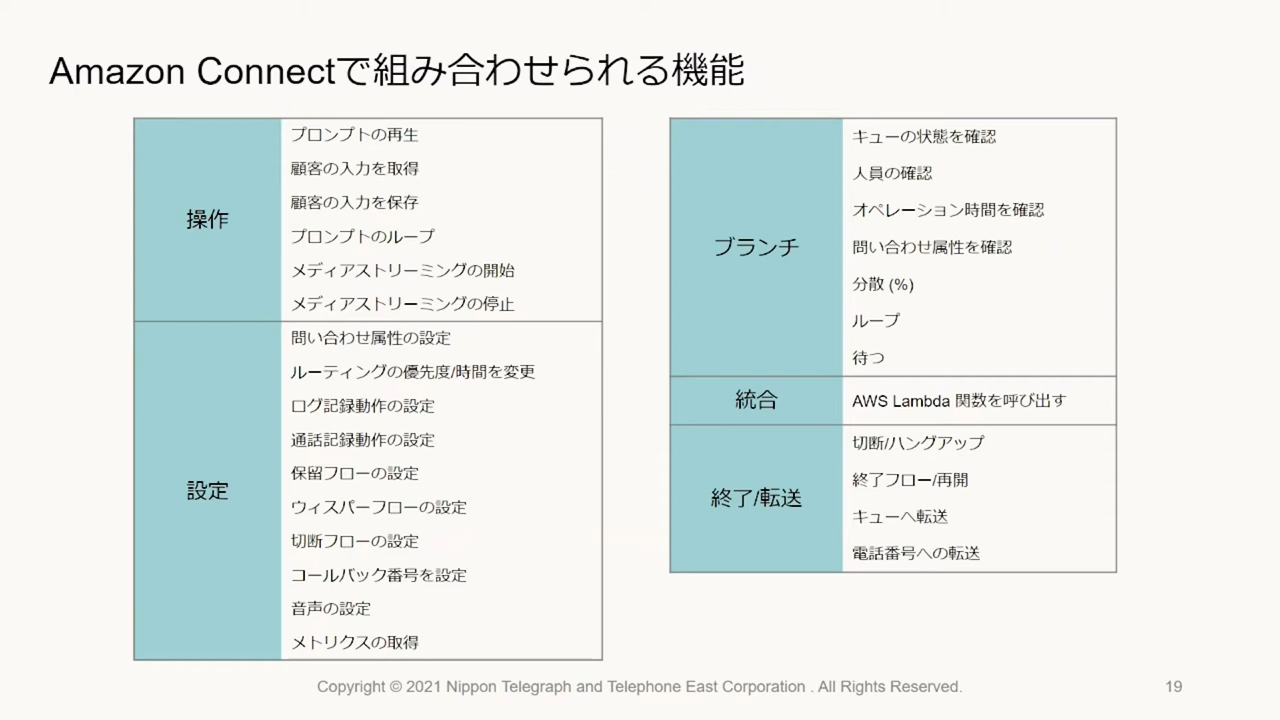 Amazon Connectで組み合わせられる機能
操作
プロンプトの再生
顧客の入力を取得
顧客の入力を保存
プロンプトのループ
メディアストリーミングの開始
メディアストリーミングの停止
設定
問い合わせ属性の設定
ルーティングの優先度/時間を変更
ログ記録動作の設定
通話記録動作の設定
保留フローの設定
ウィスパーフローの設定
切断フローの設定
コールバック番号を設定
音声の設定
メトリクスの取得
ブランチ
キューの状態を確認
人員の確認
オペレーション時間を確認
問い合わせ属性を確認
分散 (%)
ループ
待つ
統合
AWS Lambda 関数を呼び出す
終了/転送
切断/ハングアップ
終了フロー/再開
キューへ転送
電話番号への転送
Copyright © 2021 Nippon Telegraph and Telephone East Corporation . All Rights Reserved.
19